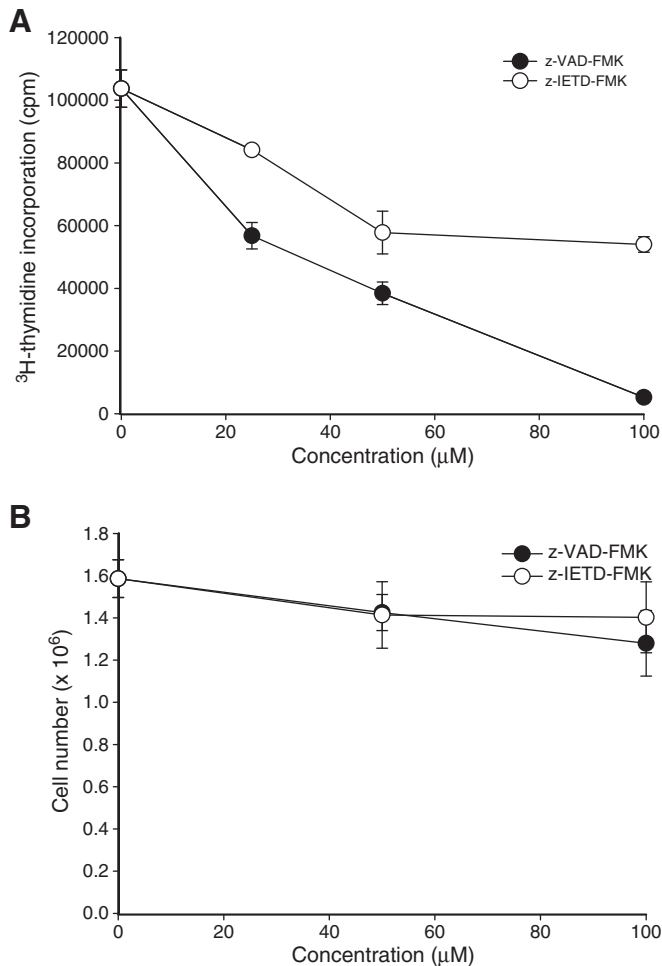 A
120000
100000
80000
60000
40000
20000
0
³H-thymidine incorporation (cpm)
z-VAD-FMK
z-IETD-FMK
0 20 40 60 80 100
Concentration (μM)
B
1.8
1.6
1.4
1.2
1.0
0.8
0.6
0.4
0.2
0.0
Cell number (x 10⁶)
z-VAD-FMK
z-IETD-FMK
0 20 40 60 80 100
Concentration (μM)